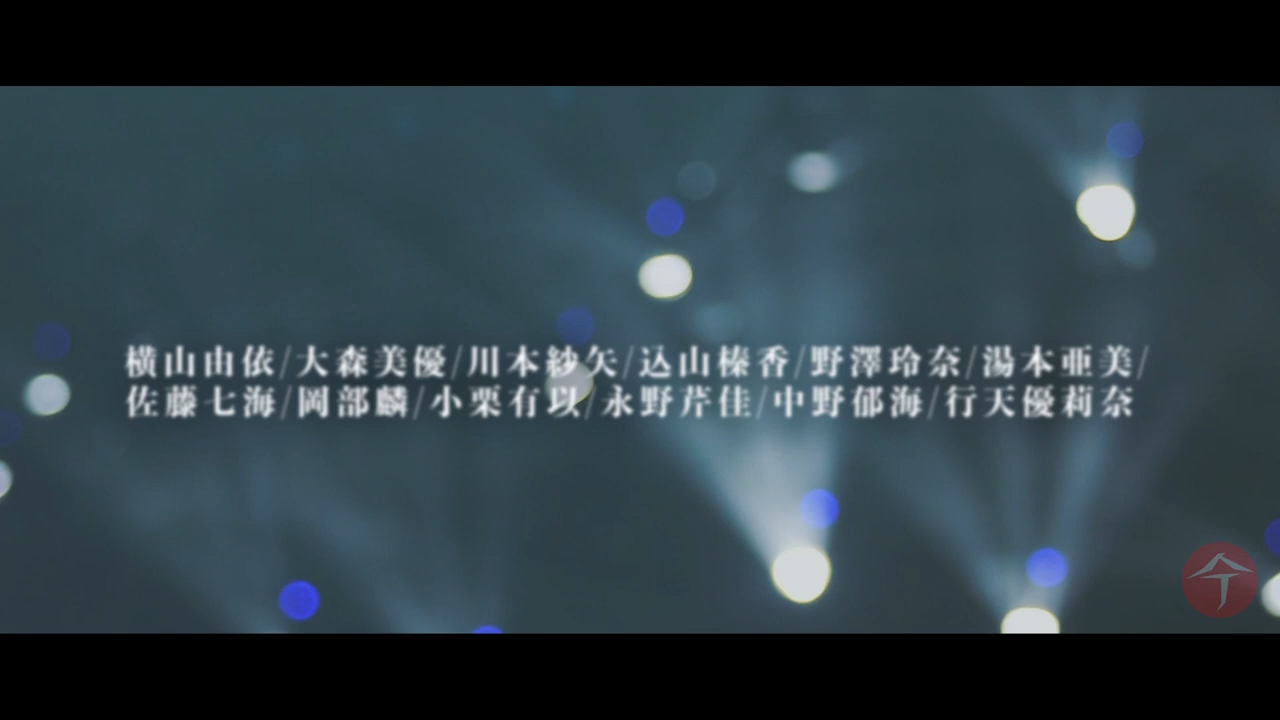 横山由依/大森美優/川本紗矢/込山榛香/野澤玲奈/湯本亜美/
佐藤七海/岡部麟/小栗有以/永野芹佳/中野郁海/行天優莉奈